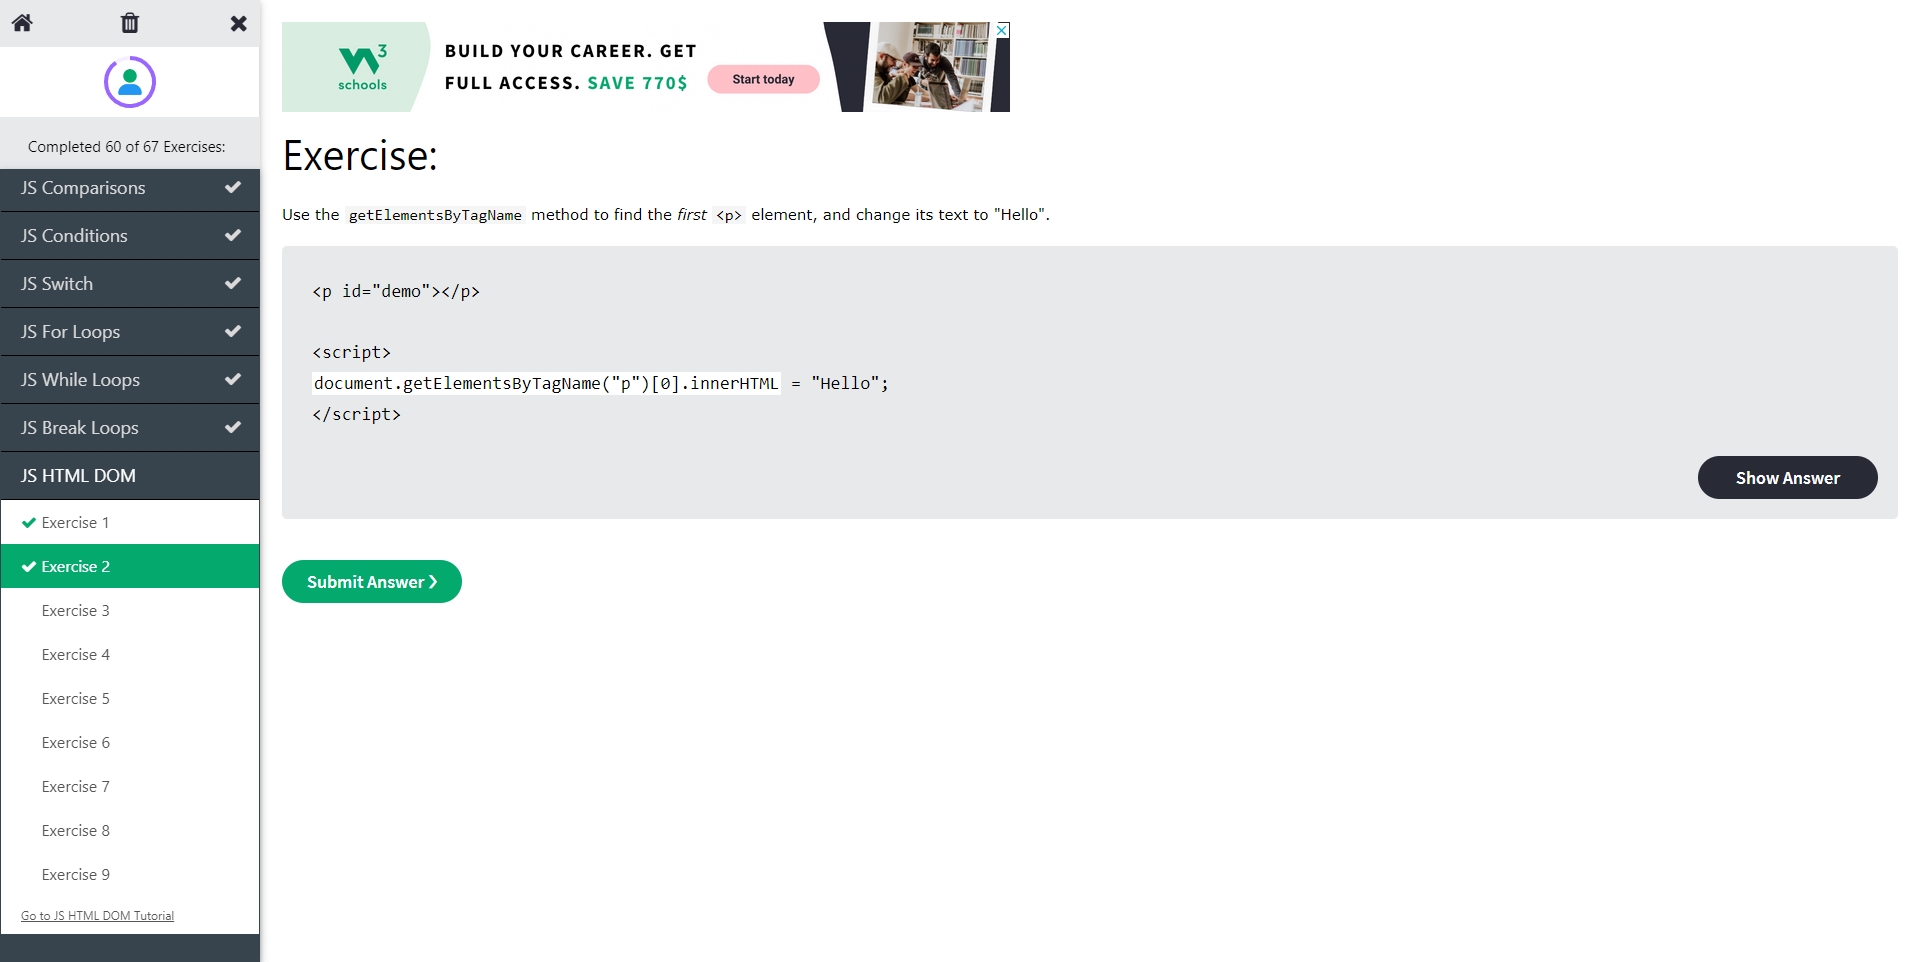 Completed 60 of 67 Exercises:
JS Comparisons
JS Conditions
JS Switch
JS For Loops
JS While Loops
JS Break Loops
JS HTML DOM
Exercise 1
Exercise 2
Exercise 3
Exercise 4
Exercise 5
Exercise 6
Exercise 7
Exercise 8
Exercise 9
Go to JS HTML DOM Tutorial
w3
schools
BUILD YOUR CAREER. GET
FULL ACCESS. SAVE 770$
Start today
Exercise:
Use the getElementsByTagName method to find the first <p> element, and change its text to "Hello".
<p id="demo"></p>
<script>
document.getElementsByTagName("p")[0].innerHTML = "Hello";
</script>
Show Answer
Submit Answer ❯